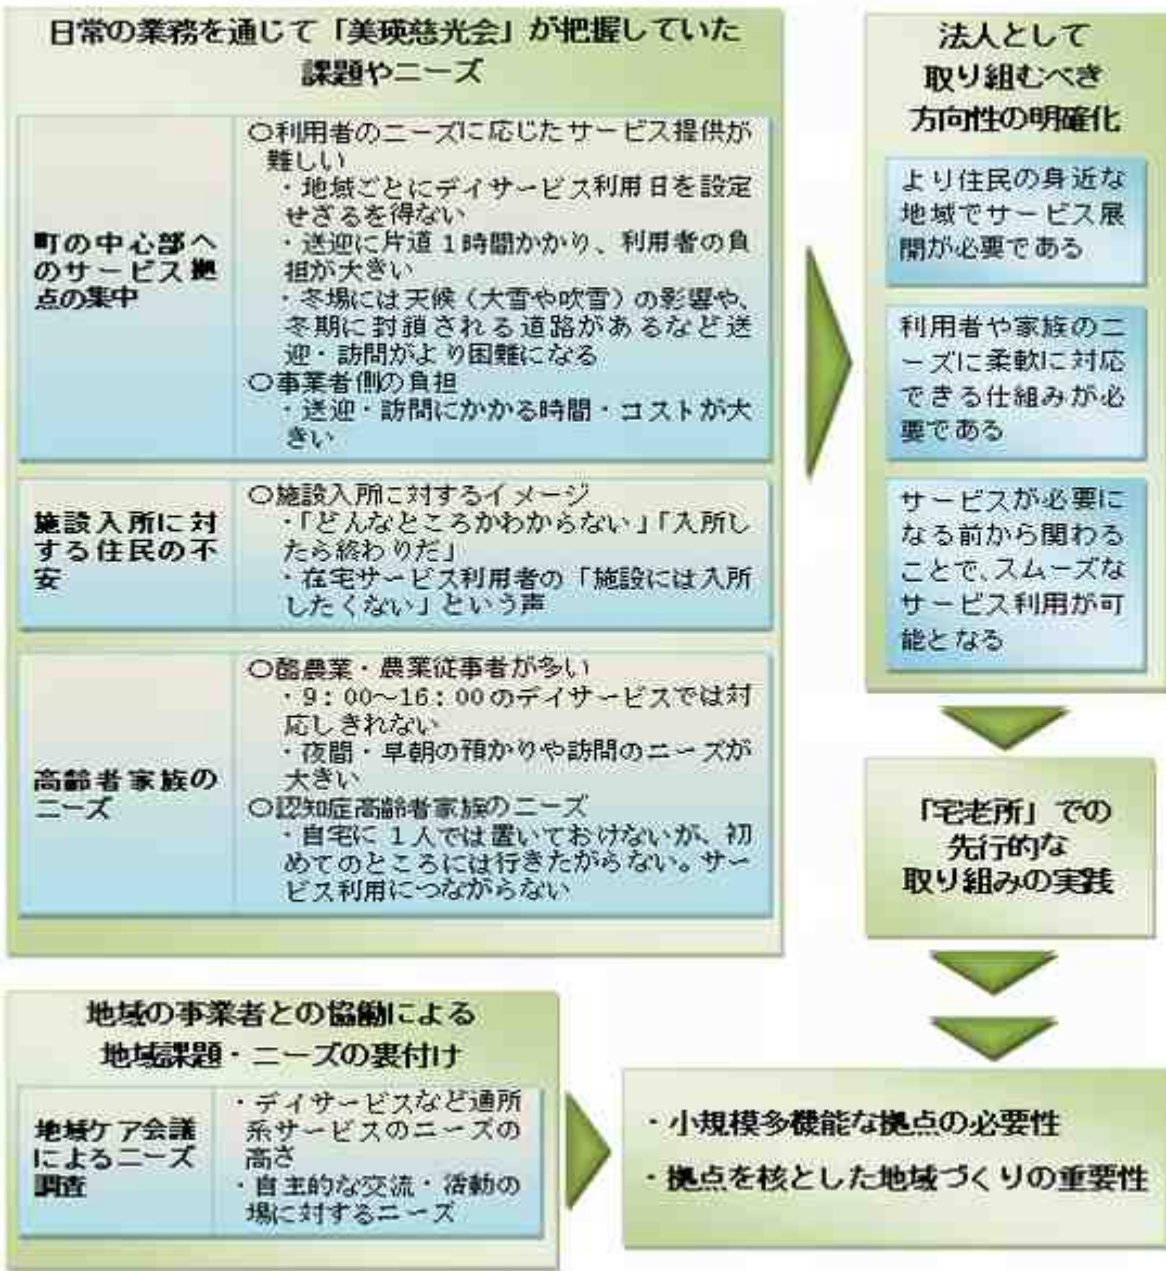 日常の業務を通じて「美瑛慈光会」が把握していた
課題やニーズ
町の中心部へ
のサービス拠
点の集中
○利用者のニーズに応じたサービス提供が
難しい
・地域ごとにデイサービス利用日を設定
せざるを得ない
・送迎に片道1時間かかり、利用者の負
担が大きい
・冬場には天候（大雪や吹雪）の影響や、
冬期に封鎖される道路があるなど送
迎・訪問がより困難になる
○事業者側の負担
・送迎・訪問にかかる時間・コストが大
きい
施設入所に対
する住民の不
安
○施設入所に対するイメージ
・「どんなところかわからない」「入所し
たら終わりだ」
・在宅サービス利用者の「施設には入所
したくない」という声
高齢者家族の
ニーズ
○酪農業・農業従事者が多い
・9：00～16：00のデイサービスでは対
応しきれない
・夜間・早朝の預かりや訪問のニーズが
大きい
○認知症高齢者家族のニーズ
・自宅に1人では置いておけないが、初
めてのところには行きたがらない。サー
ビス利用につながらない
法人として
取り組むべき
方向性の明確化
より住民の身近な
地域でサービス展
開が必要である
利用者や家族のニ
ーズに柔軟に対応
できる仕組みが必
要である
サービスが必要に
なる前から関わる
ことで、スムーズな
サービス利用が可
能となる
「宅老所」での
先行的な
取り組みの実践
地域の事業者との協働による
地域課題・ニーズの裏付け
地域ケア会議
によるニーズ
調査
・デイサービスなど通所
系サービスのニーズの
高さ
・自主的な交流・活動の
場に対するニーズ
・小規模多機能な拠点の必要性
・拠点を核とした地域づくりの重要性